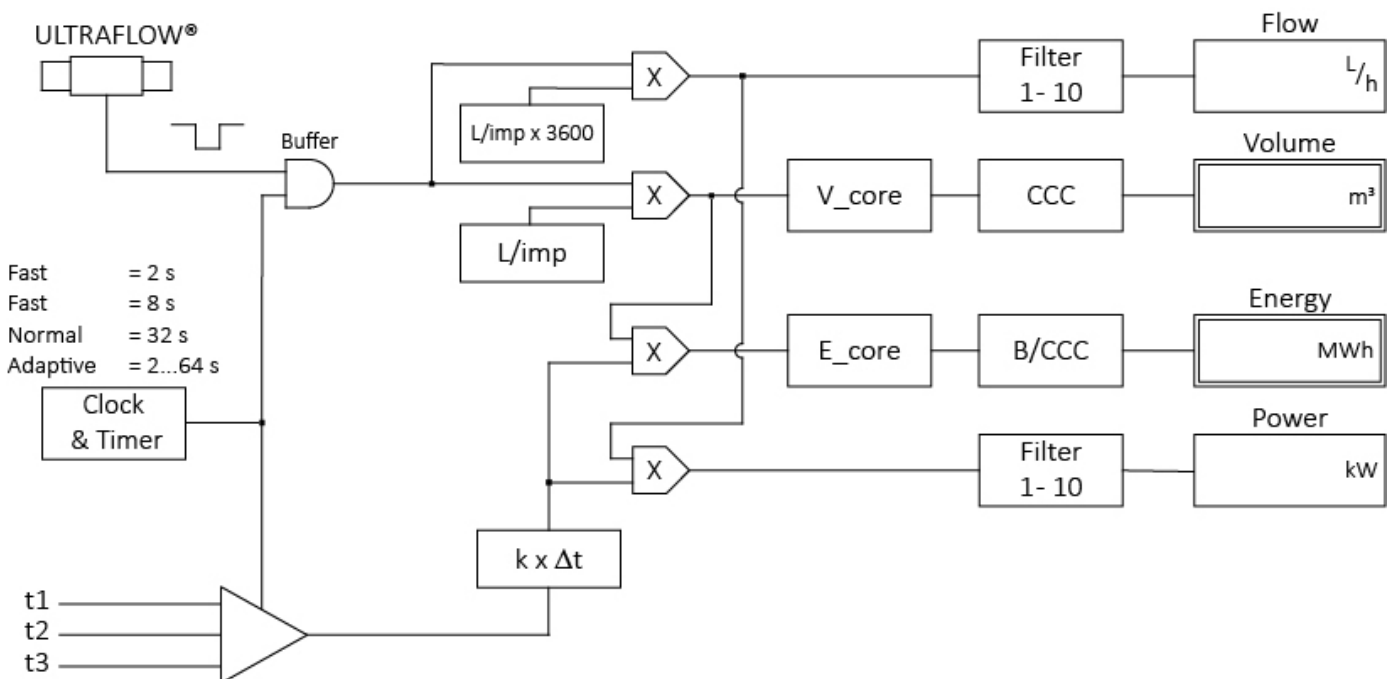 ULTRAFLOW®
Buffer
X
L/imp x 3600
Filter
1- 10
Flow
L/h
X
L/imp
V_core
CCC
Volume
m³
Fast = 2 s
Fast = 8 s
Normal = 32 s
Adaptive = 2...64 s
Clock
& Timer
X
E_core
B/CCC
Energy
MWh
X
Filter
1- 10
Power
kW
k x Δt
t1
t2
t3